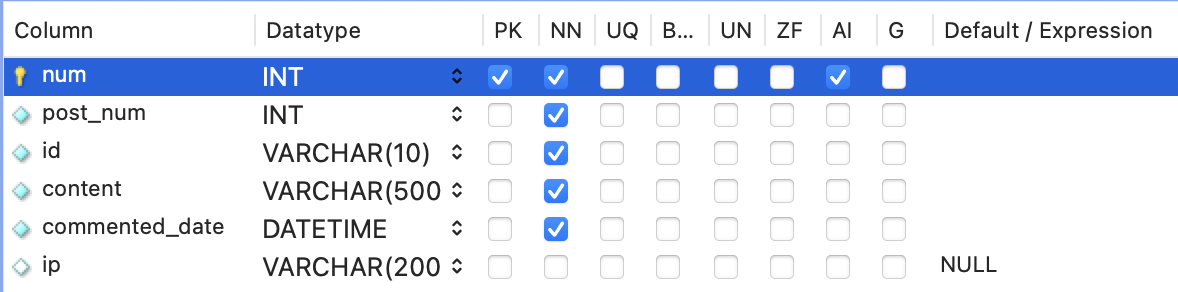 Column Datatype PK NN UQ B... UN ZF AI G Default / Expression
num INT
post_num INT
id VARCHAR(10)
content VARCHAR(500
commented_date DATETIME
ip VARCHAR(200 NULL